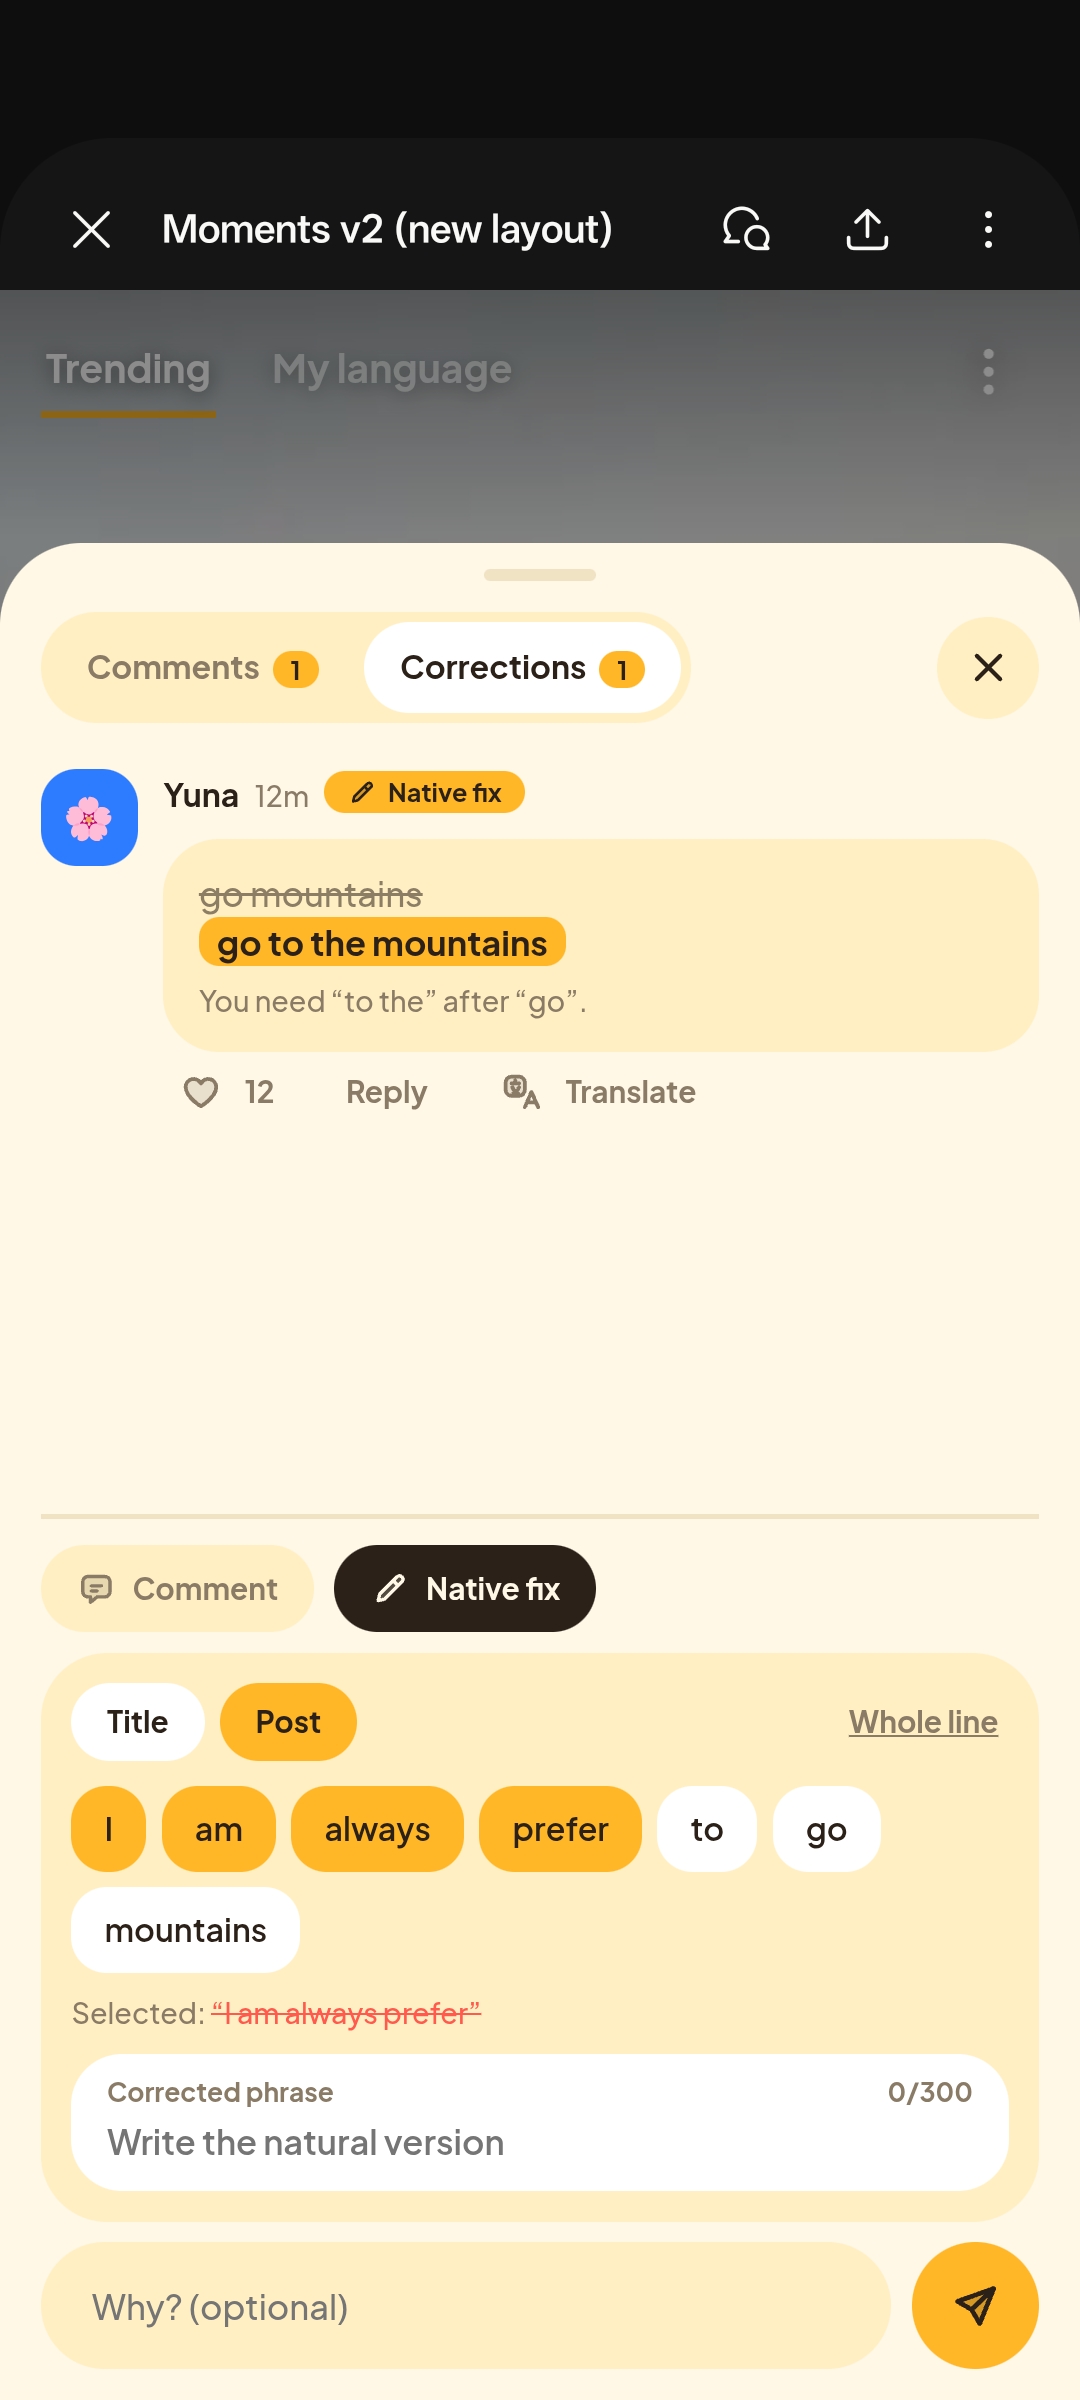 Moments v2 (new layout)
Trending My language
Comments 1 Corrections 1
Yuna 12m Native fix
go mountains
go to the mountains
You need “to the” after “go”.
12 Reply Translate
Comment Native fix
Title Post Whole line
I am always prefer to go
mountains
Selected: “I am always prefer”
Corrected phrase 0/300
Write the natural version
Why? (optional)